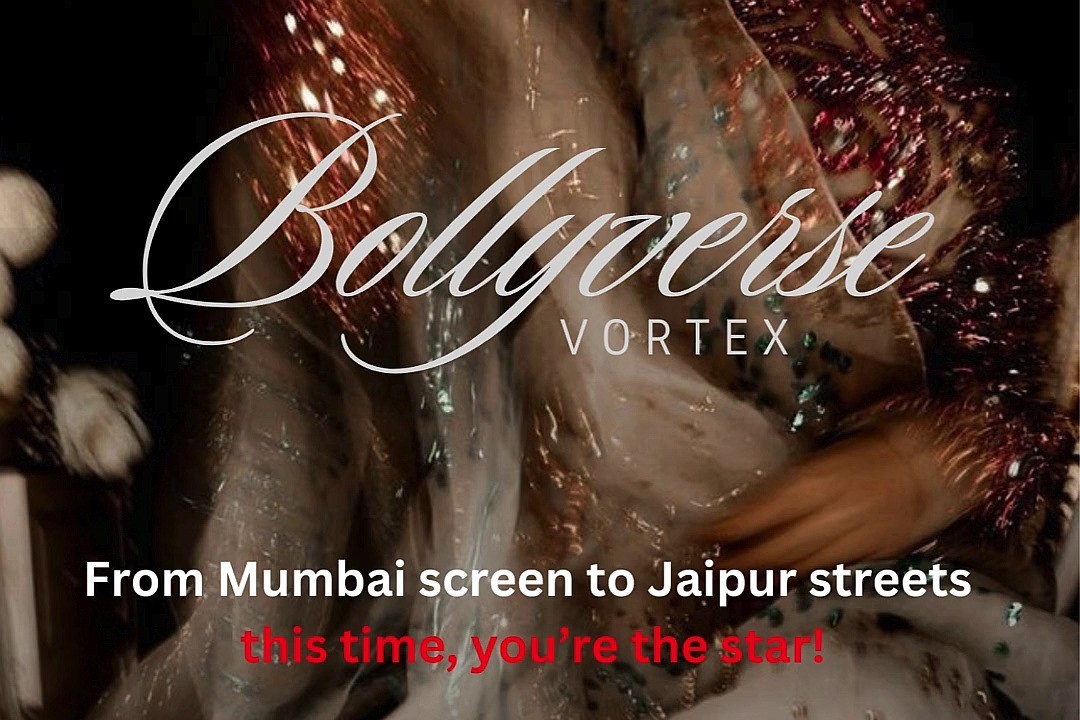 Bollyverse
VORTEX
From Mumbai screen to Jaipur streets
this time, you’re the star!